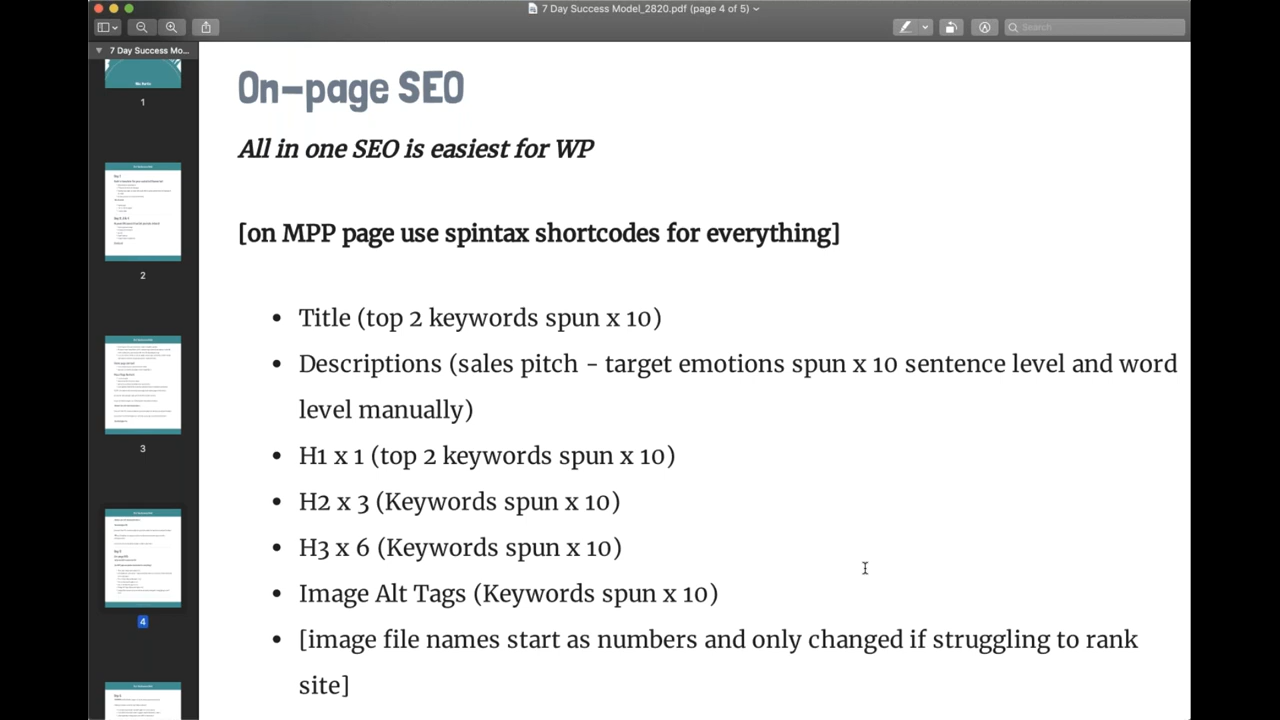 7 Day Success Model_2820.pdf (page 4 of 5)
Search
7 Day Success Mo...
1
2
3
4
On-page SEO
All in one SEO is easiest for WP
[on MPP page use spintax shortcodes for everything]
• Title (top 2 keywords spun x 10)
• Descriptions (sales pitch - target emotions spun x 10 sentence level and word
level manually)
• H1 x 1 (top 2 keywords spun x 10)
• H2 x 3 (Keywords spun x 10)
• H3 x 6 (Keywords spun x 10)
• Image Alt Tags (Keywords spun x 10)
• [image file names start as numbers and only changed if struggling to rank
site]